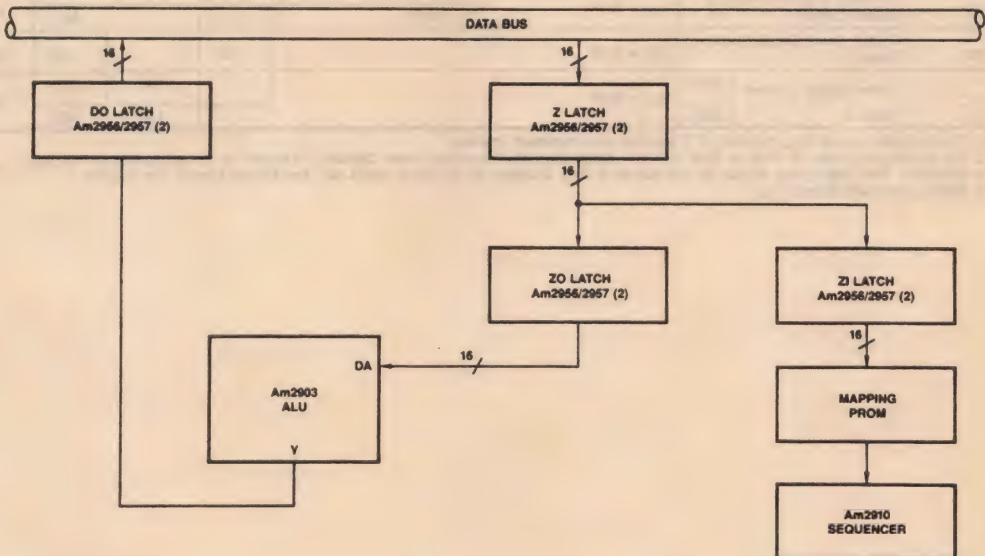 DATA BUS
16
16
DO LATCH
Am2956/2957 (2)
Z LATCH
Am2956/2957 (2)
16
ZO LATCH
Am2956/2957 (2)
ZI LATCH
Am2956/2957 (2)
16
16
DA
Am2903
ALU
Y
MAPPING
PROM
Am2910
SEQUENCER